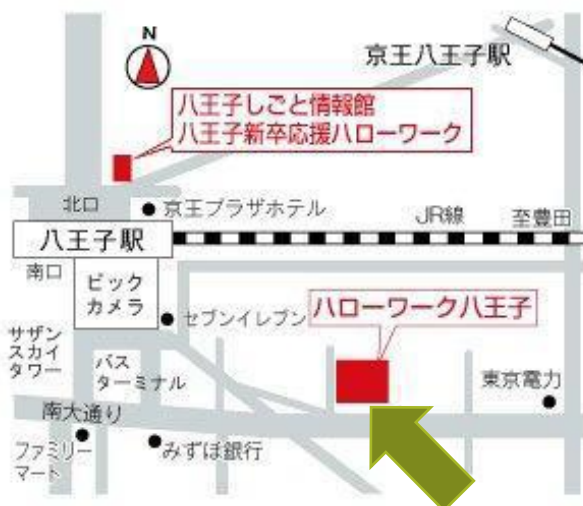 N
京王八王子駅
八王子しごと情報館
八王子新卒応援ハローワーク
北口
京王プラザホテル
JR線
至豊田
八王子駅
南口
ビック
カメラ
セブンイレブン
ハローワーク八王子
サザン
スカイ
タワー
バス
ターミナル
東京電力
南大通り
ファミリー
マート
みずほ銀行